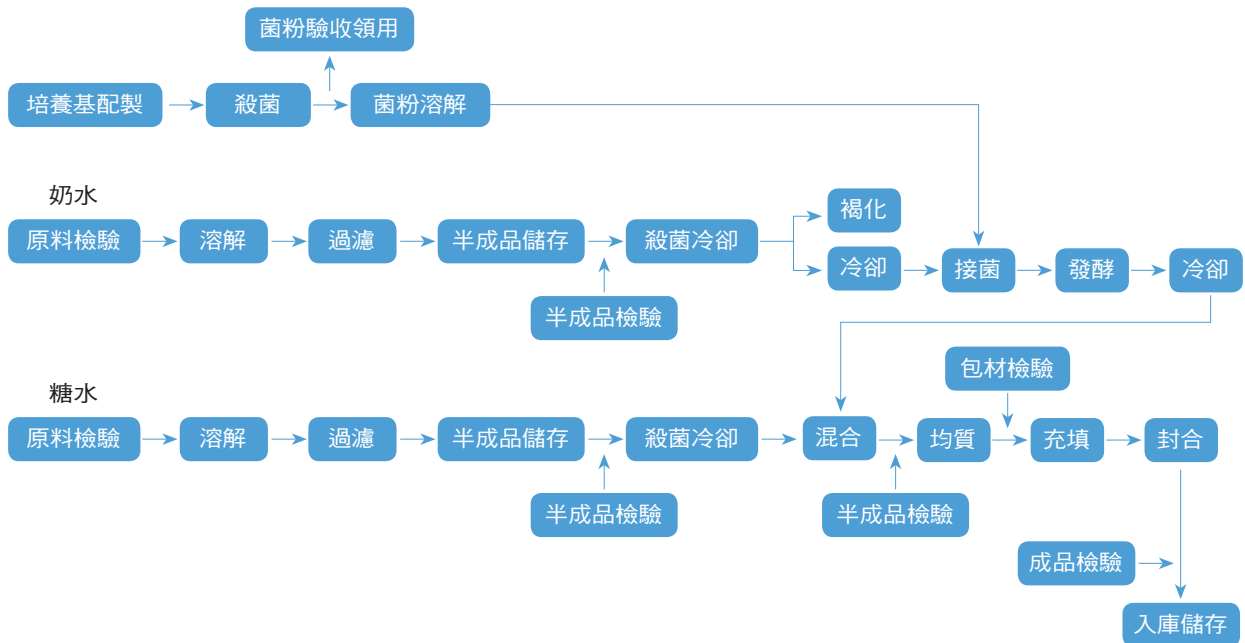 菌粉驗收領用
培養基配製
殺菌
菌粉溶解
奶水
原料檢驗
溶解
過濾
半成品儲存
殺菌冷卻
褐化
冷卻
接菌
發酵
冷卻
半成品檢驗
包材檢驗
糖水
原料檢驗
溶解
過濾
半成品儲存
殺菌冷卻
混合
均質
充填
封合
半成品檢驗
半成品檢驗
成品檢驗
入庫儲存